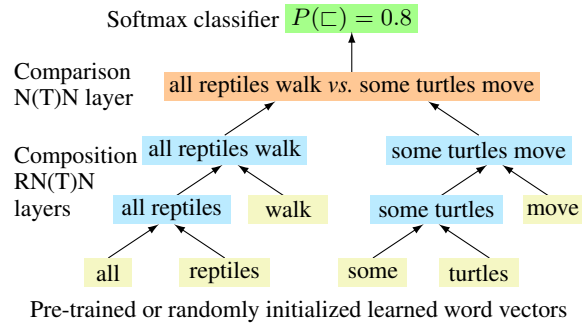 Softmax classifier P(⊏) = 0.8
Comparison
N(T)N layer
all reptiles walk vs. some turtles move
Composition
RN(T)N
layers
all reptiles walk some turtles move
all reptiles walk some turtles move
all reptiles some turtles
Pre-trained or randomly initialized learned word vectors